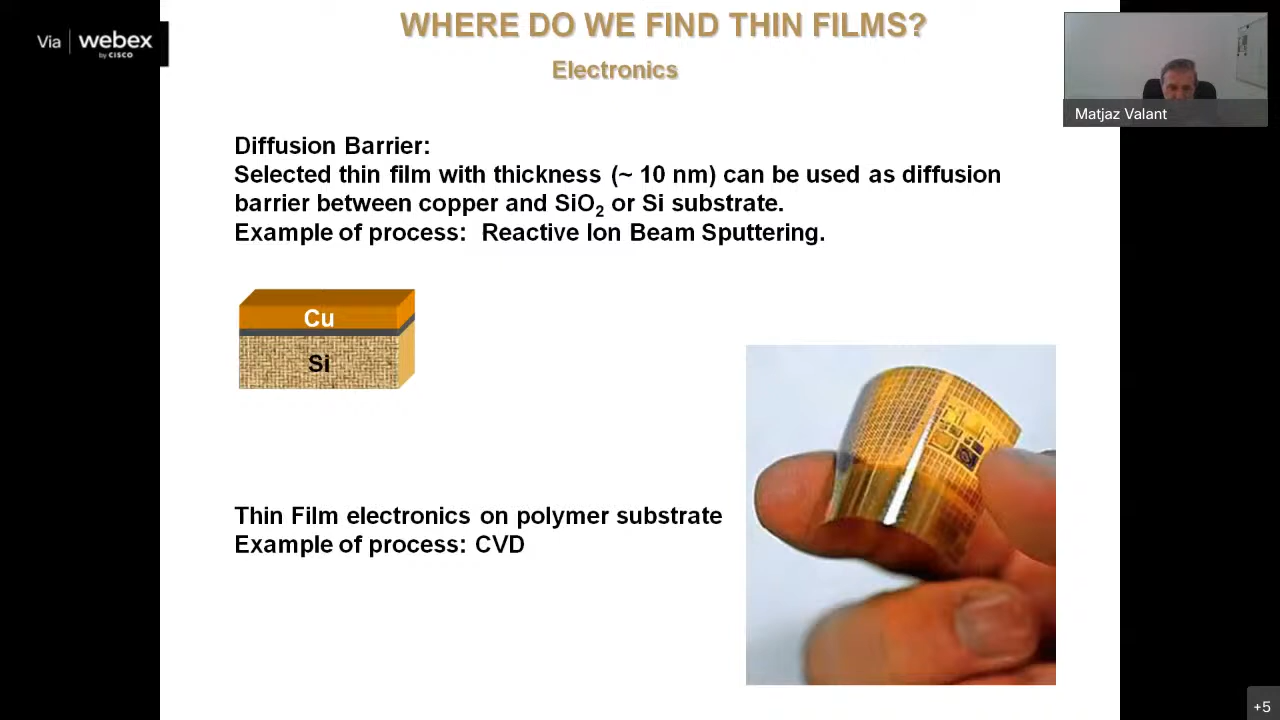 Via webex
by CISCO
WHERE DO WE FIND THIN FILMS?
Electronics
Matjaz Valant
Diffusion Barrier:
Selected thin film with thickness (~ 10 nm) can be used as diffusion
barrier between copper and SiO₂ or Si substrate.
Example of process: Reactive Ion Beam Sputtering.
Cu
Si
Thin Film electronics on polymer substrate
Example of process: CVD
+5